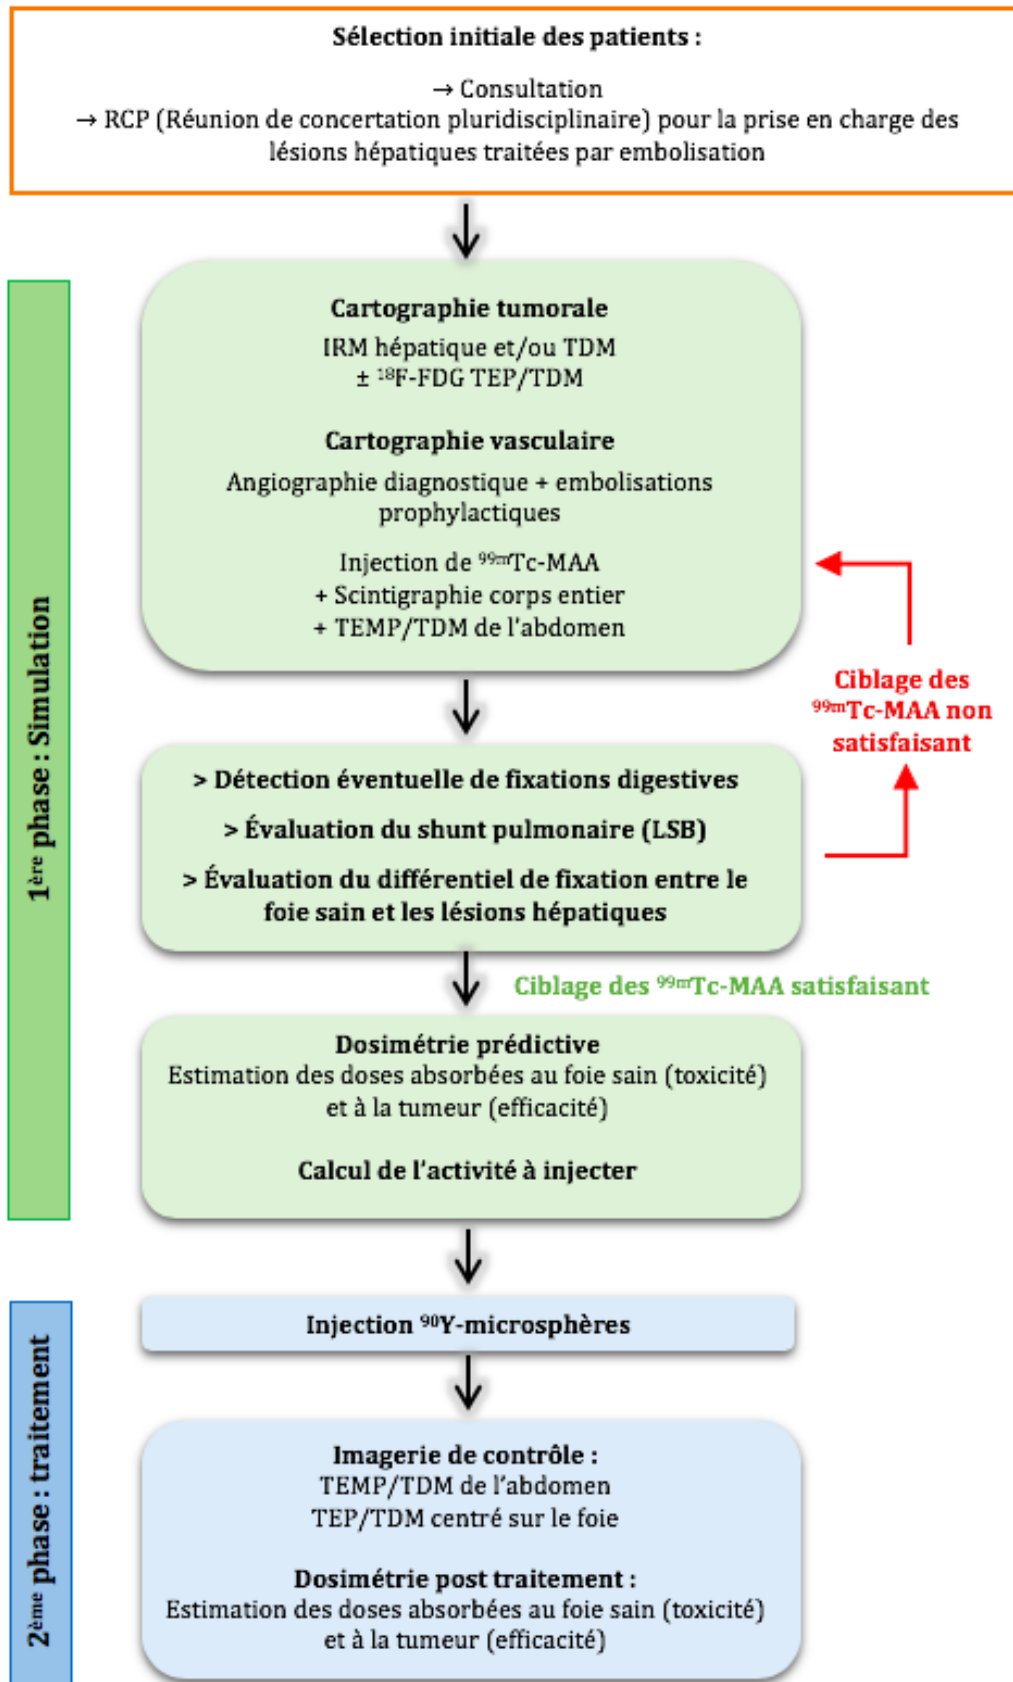 Sélection initiale des patients :
→ Consultation
→ RCP (Réunion de concertation pluridisciplinaire) pour la prise en charge des
lésions hépatiques traitées par embolisation
1ère phase : Simulation
Cartographie tumorale
IRM hépatique et/ou TDM
± ¹⁸F-FDG TEP/TDM
Cartographie vasculaire
Angiographie diagnostique + embolisations
prophylactiques
Injection de ⁹⁹ᵐTc-MAA
+ Scintigraphie corps entier
+ TEMP/TDM de l'abdomen
Ciblage des
⁹⁹ᵐTc-MAA non
satisfaisant
> Détection éventuelle de fixations digestives
> Évaluation du shunt pulmonaire (LSB)
> Évaluation du différentiel de fixation entre le
foie sain et les lésions hépatiques
Ciblage des ⁹⁹ᵐTc-MAA satisfaisant
Dosimétrie prédictive
Estimation des doses absorbées au foie sain (toxicité)
et à la tumeur (efficacité)
Calcul de l'activité à injecter
2ème phase : traitement
Injection ⁹⁰Y-microsphères
Imagerie de contrôle :
TEMP/TDM de l'abdomen
TEP/TDM centré sur le foie
Dosimétrie post traitement :
Estimation des doses absorbées au foie sain (toxicité)
et à la tumeur (efficacité)